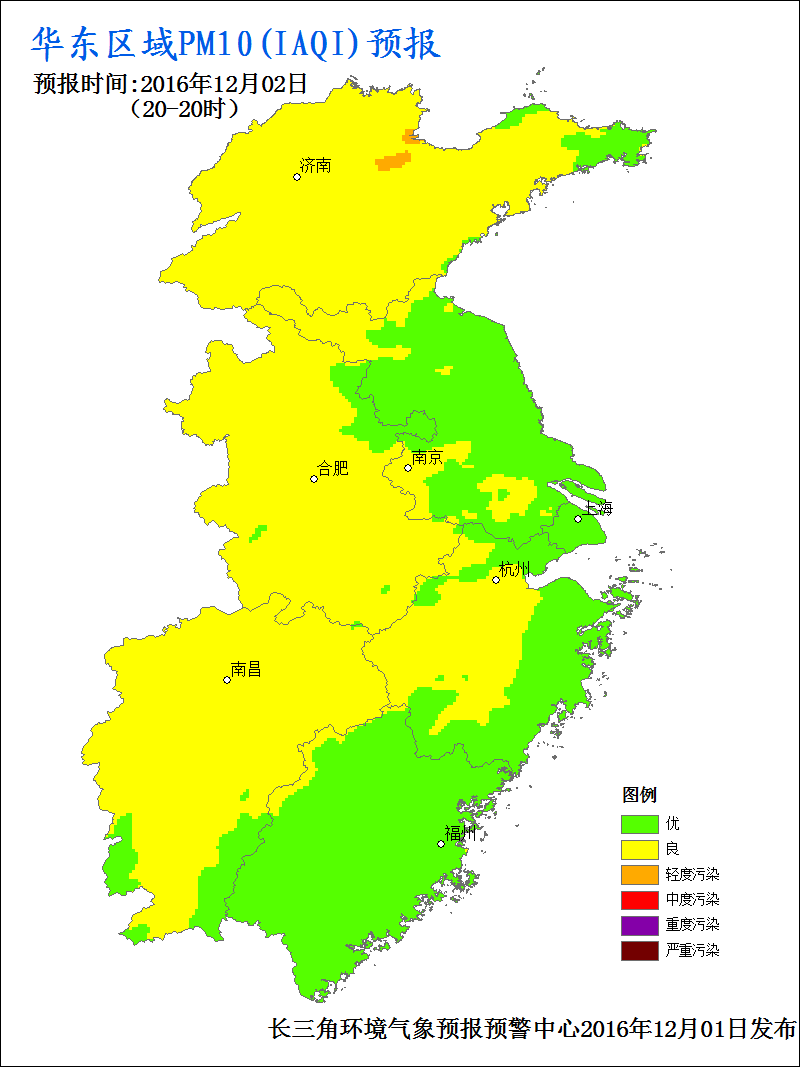 华东区域PM10(IAQI)预报
预报时间:2016年12月02日
（20-20时）
济南
南京
合肥
上海
杭州
南昌
福州
图例
优
良
轻度污染
中度污染
重度污染
严重污染
长三角环境气象预报预警中心2016年12月01日发布